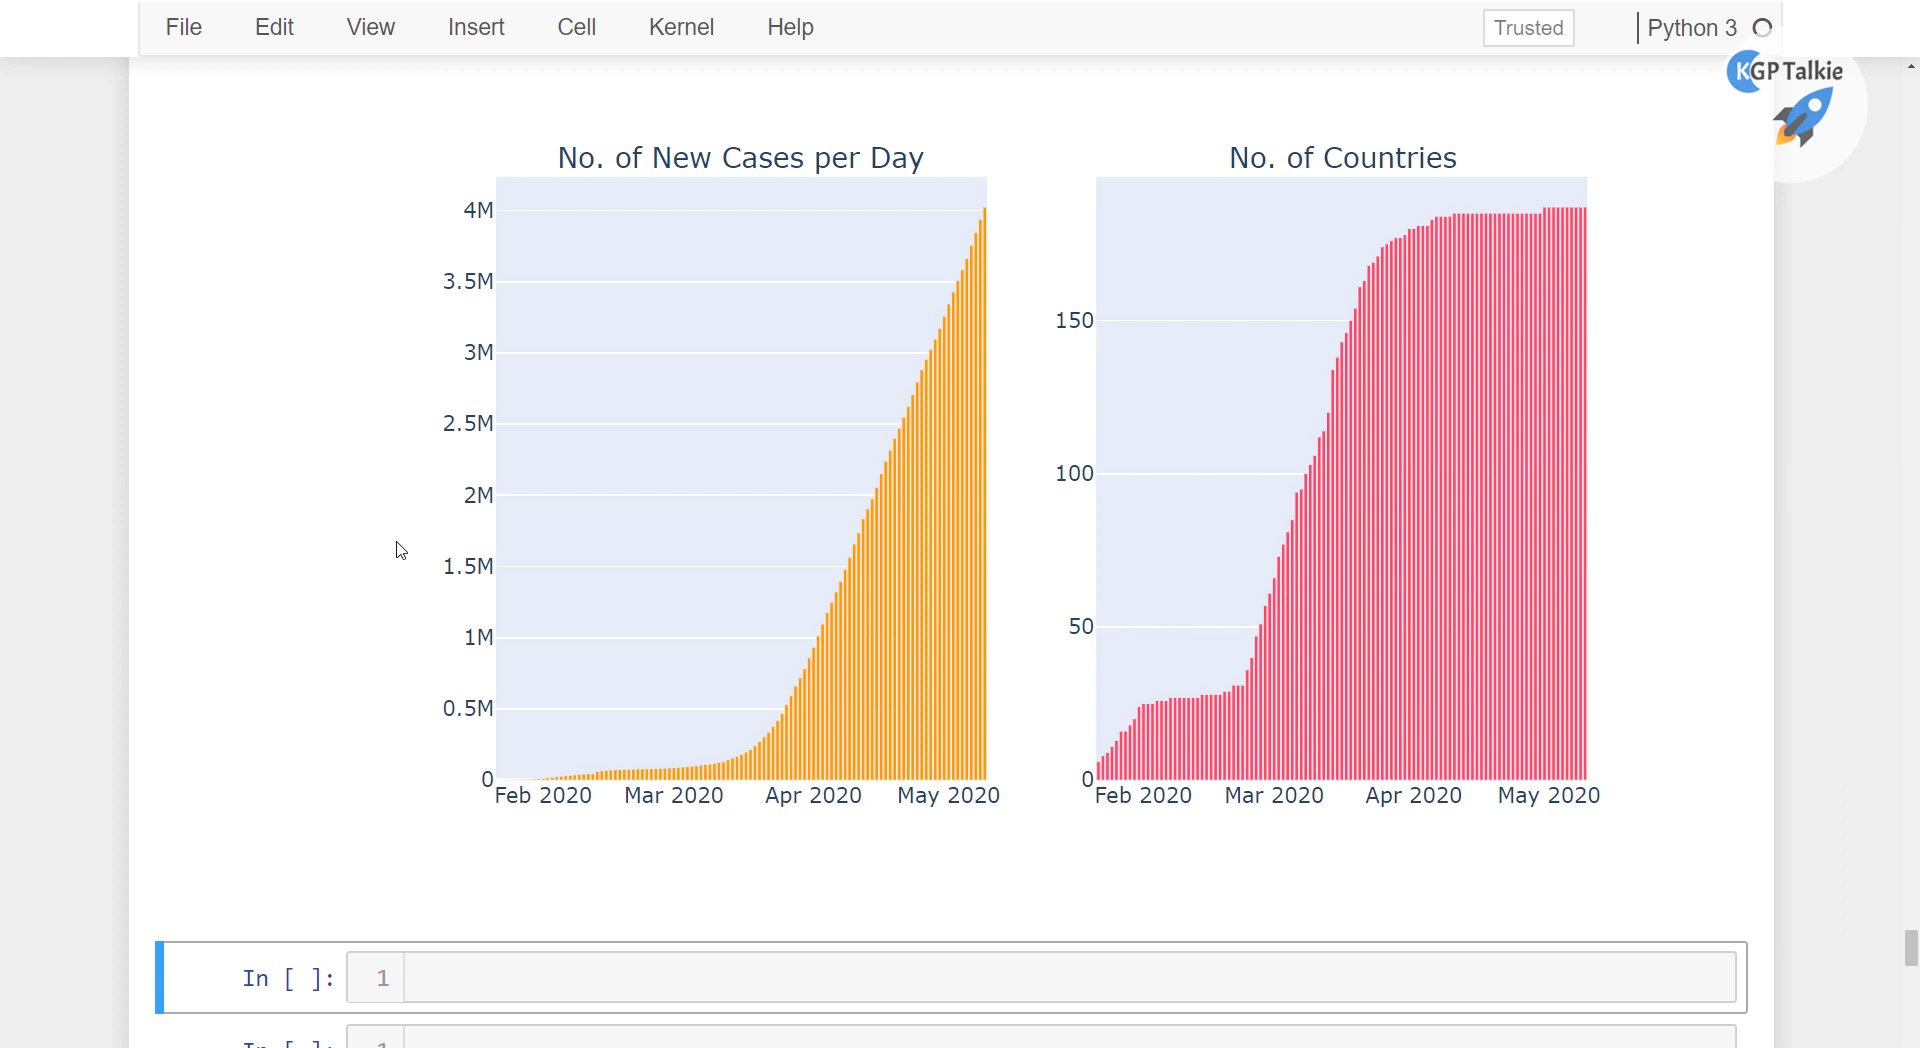 File Edit View Insert Cell Kernel Help Trusted Python 3
KGP Talkie
No. of New Cases per Day
4M
3.5M
3M
2.5M
2M
1.5M
1M
0.5M
0
Feb 2020 Mar 2020 Apr 2020 May 2020
No. of Countries
150
100
50
0
Feb 2020 Mar 2020 Apr 2020 May 2020
In [ ]: 1
In [ ]: 1